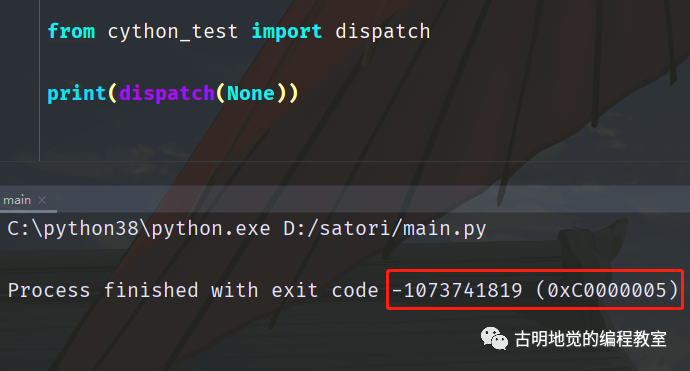 from cython_test import dispatch
print(dispatch(None))
main ×
C:\python38\python.exe D:/satori/main.py
Process finished with exit code -1073741819 (0xC0000005)
古明地觉的编程教室